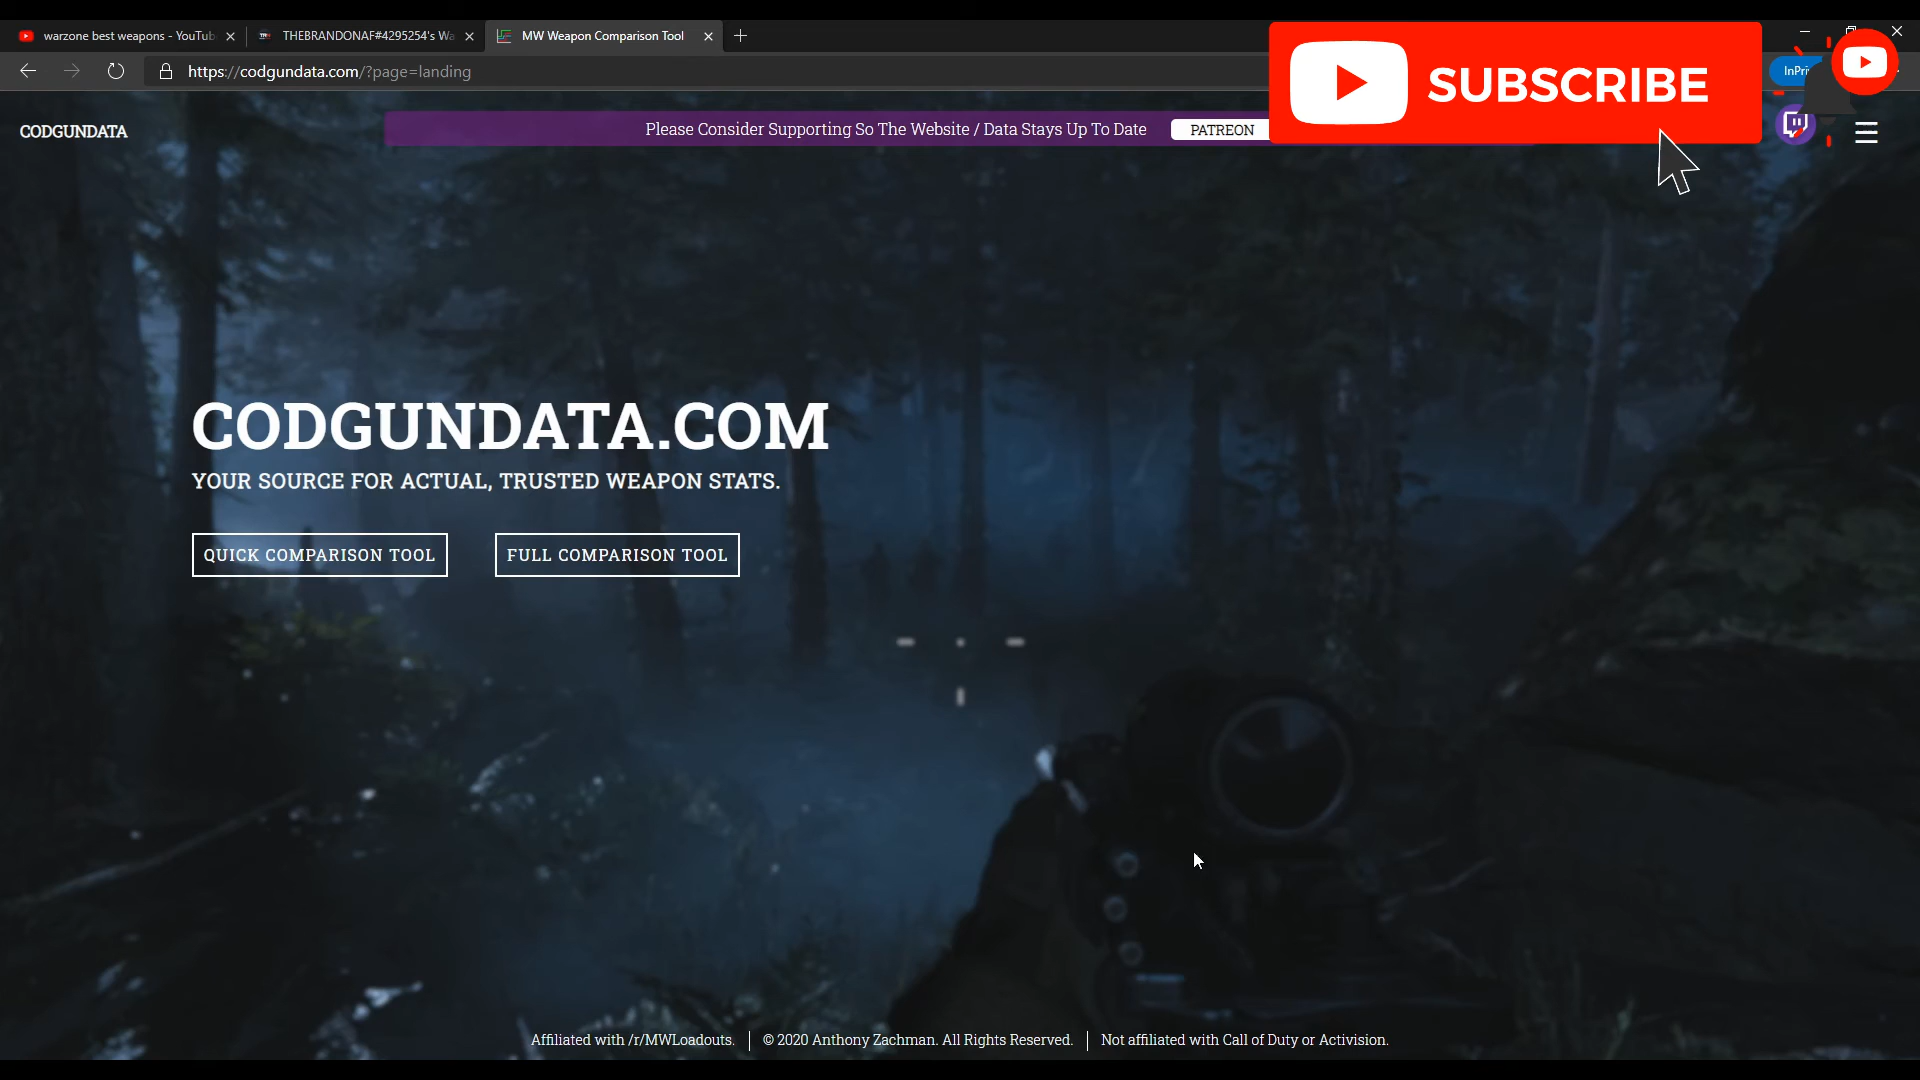 warzone best weapons - YouTub
THEBRANDONAF#4295254's Wa
MW Weapon Comparison Tool
https://codgundata.com/?page=landing
InPri
SUBSCRIBE
CODGUNDATA
Please Consider Supporting So The Website / Data Stays Up To Date
PATREON
CODGUNDATA.COM
YOUR SOURCE FOR ACTUAL, TRUSTED WEAPON STATS.
QUICK COMPARISON TOOL
FULL COMPARISON TOOL
Affiliated with /r/MWLoadouts.
© 2020 Anthony Zachman. All Rights Reserved.
Not affiliated with Call of Duty or Activision.